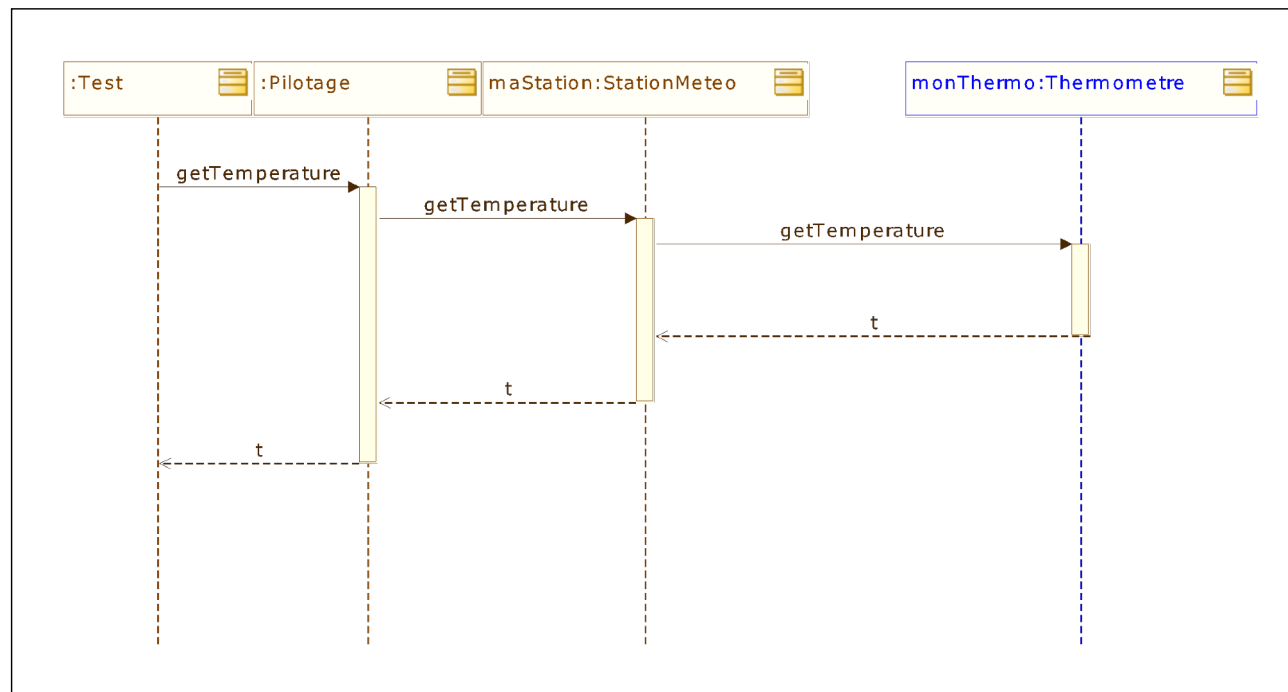 :Test
:Pilotage
maStation:StationMeteo
monThermo:Thermometre
getTemperature
getTemperature
getTemperature
t
t
t